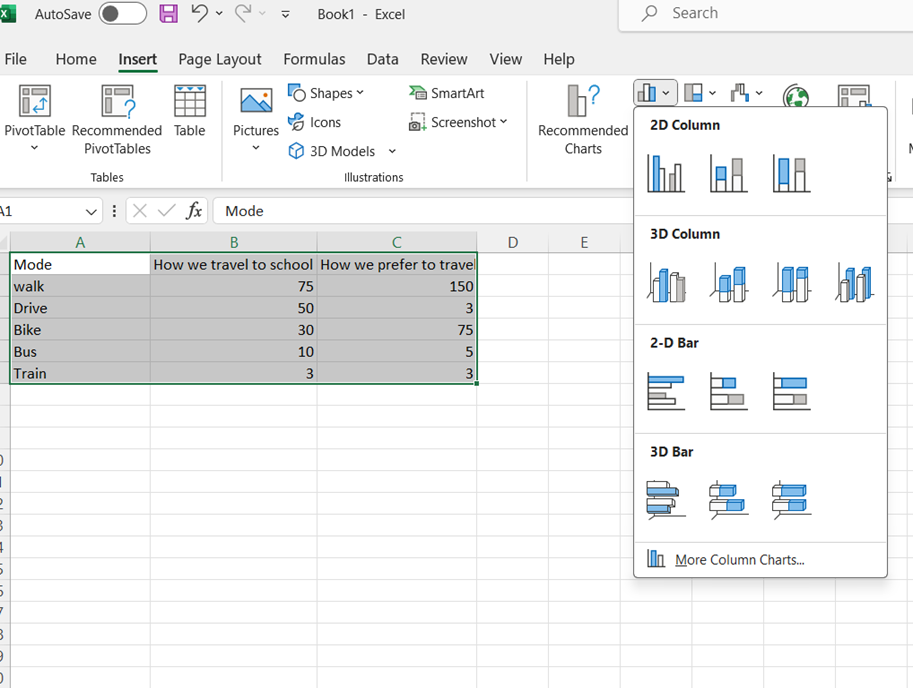 AutoSave
Book1 - Excel
Search
File Home Insert Page Layout Formulas Data Review View Help
PivotTable
Recommended
PivotTables
Table
Tables
Pictures
Shapes
Icons
3D Models
SmartArt
Screenshot
Illustrations
Recommended
Charts
A1
fx
Mode
A B C D E
Mode How we travel to school How we prefer to travel
walk 75 150
Drive 50 3
Bike 30 75
Bus 10 5
Train 3 3
2D Column
3D Column
2-D Bar
3D Bar
More Column Charts...